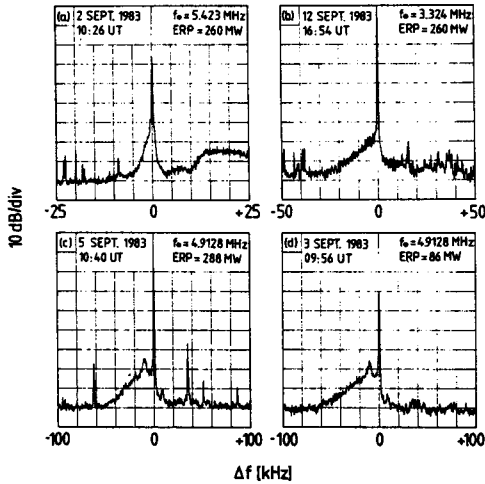 (a) 2 SEPT. 1983 f₀ = 5.423 MHz
10:26 UT ERP = 260 MW
(b) 12 SEPT. 1983 f₀ = 3.324 MHz
16:54 UT ERP = 260 MW
-25 0 +25
-50 0 +50
10 dB/div
(c) 5 SEPT. 1983 f₀ = 4.9128 MHz
10:40 UT ERP = 288 MW
(d) 3 SEPT. 1983 f₀ = 4.9128 MHz
09:56 UT ERP = 86 MW
-100 0 +100
-100 0 +100
Δf [kHz]